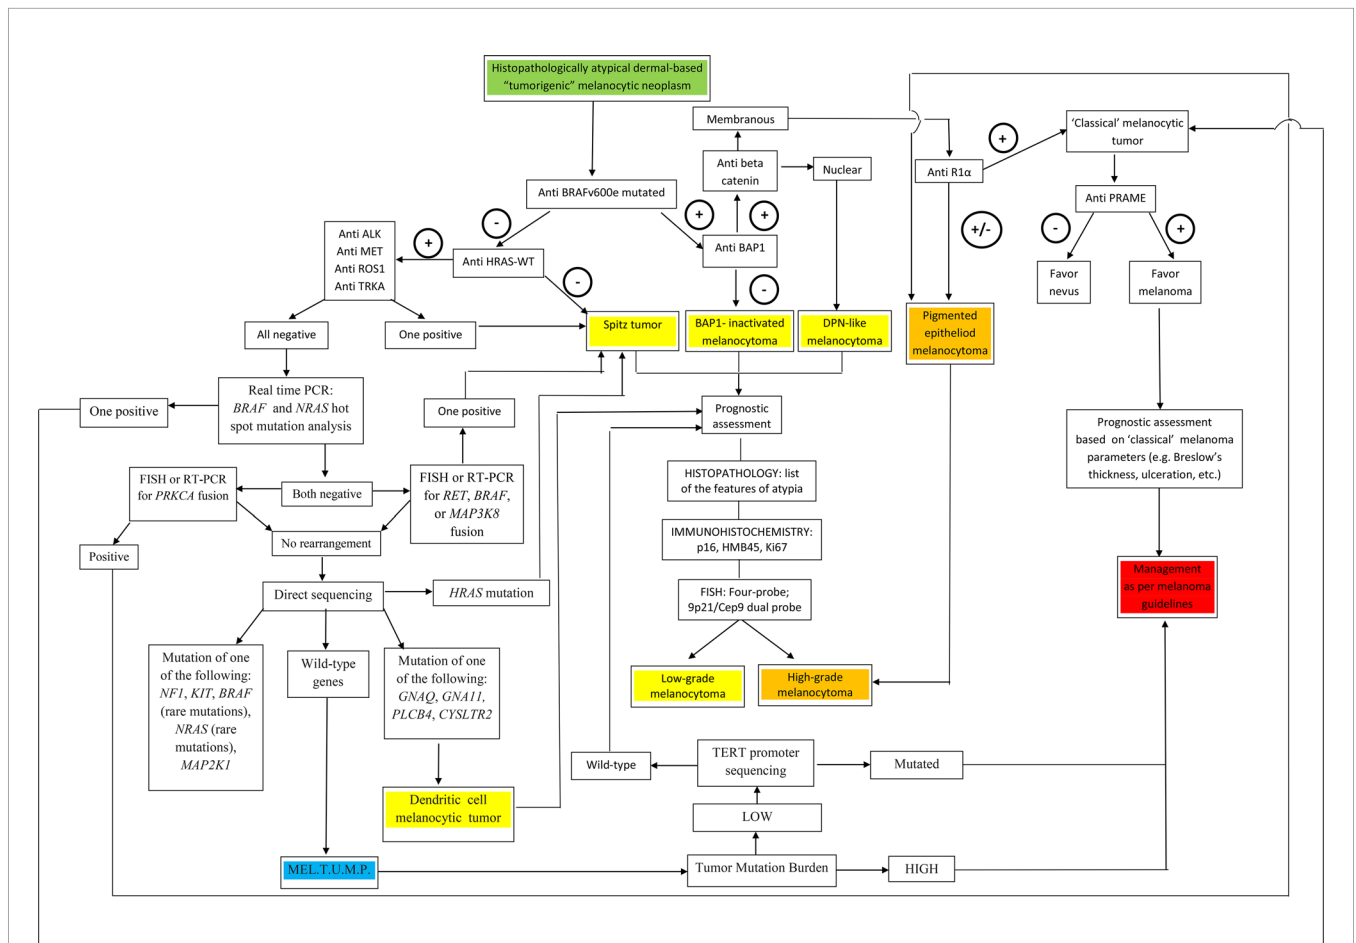 Histopathologically atypical dermal-based
“tumorigenic” melanocytic neoplasm
Membranous
‘Classical’ melanocytic
tumor
+
Anti beta
catenin
Nuclear
Anti R1α
Anti BRAFv600e mutated
Anti PRAME
-
+
+
+/-
-
+
Anti ALK
Anti MET
Anti ROS1
Anti TRKA
+
Anti HRAS-WT
Anti BAP1
-
-
Favor
nevus
Favor
melanoma
All negative
One positive
Spitz tumor
BAP1- inactivated
melanocytoma
DPN-like
melanocytoma
Pigmented
epitheliod
melanocytoma
Real time PCR:
BRAF and NRAS hot
spot mutation analysis
One positive
One positive
Prognostic
assessment
Prognostic assessment
based on ‘classical’ melanoma
parameters (e.g. Breslow’s
thickness, ulceration, etc.)
FISH or RT-PCR
for PRKCA fusion
Both negative
FISH or RT-PCR
for RET, BRAF,
or MAP3K8
fusion
HISTOPATHOLOGY: list
of the features of atypia
No rearrangement
Positive
IMMUNOHISTOCHEMISTRY:
p16, HMB45, Ki67
Direct sequencing
HRAS mutation
FISH: Four-probe;
9p21/Cep9 dual probe
Management
as per melanoma
guidelines
Mutation of one
of the following:
NF1, KIT, BRAF
(rare mutations),
NRAS (rare
mutations),
MAP2K1
Wild-type
genes
Mutation of one
of the following:
GNAQ, GNA11,
PLCB4, CYSLTR2
Low-grade
melanocytoma
High-grade
melanocytoma
Wild-type
TERT promoter
sequencing
Mutated
Dendritic cell
melanocytic tumor
LOW
MEL.T.U.M.P.
Tumor Mutation Burden
HIGH